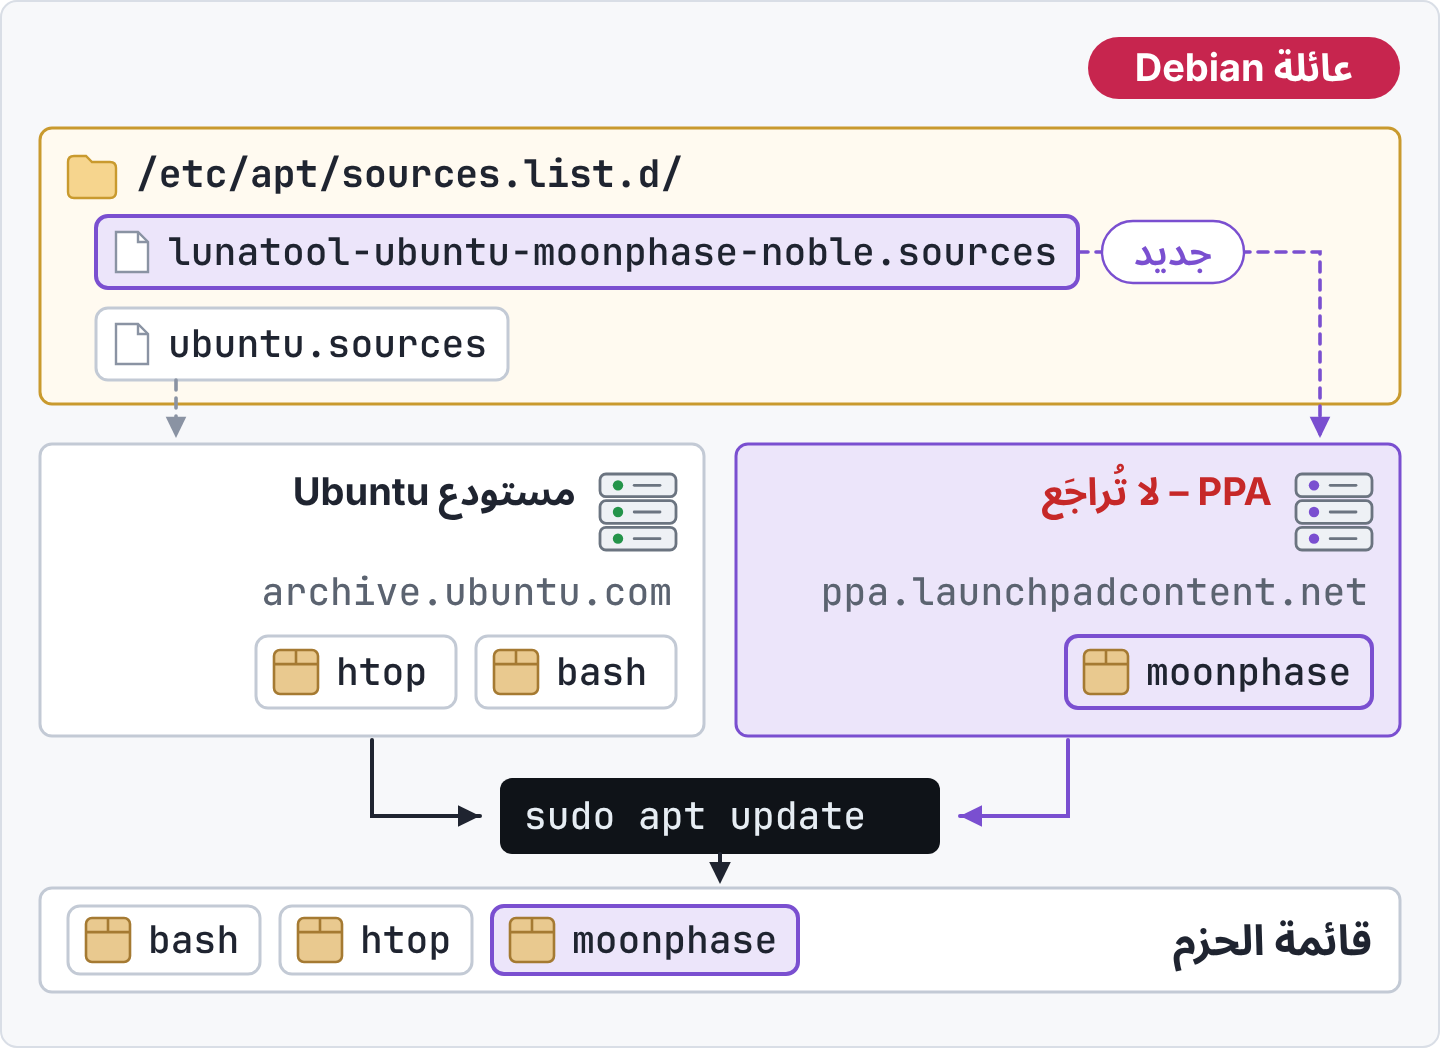 عائلة Debian
/etc/apt/sources.list.d/
lunatool-ubuntu-moonphase-noble.sources
جديد
ubuntu.sources
PPA – لا تُراجَع
ppa.launchpadcontent.net
moonphase
مستودع Ubuntu
archive.ubuntu.com
htop
bash
sudo apt update
قائمة الحزم
bash
htop
moonphase